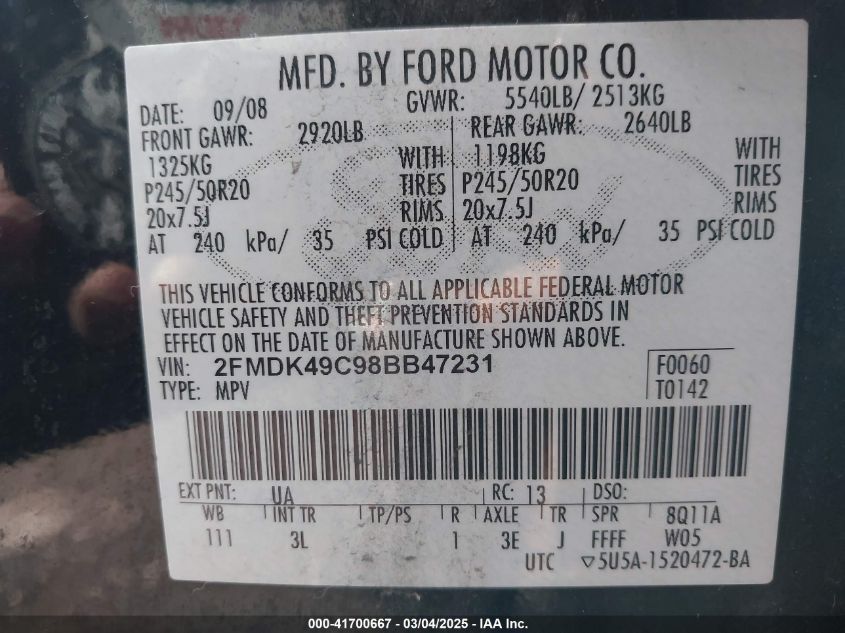 MFD. BY FORD MOTOR CO.
DATE: 09/08 GVWR: 5540LB/ 2513KG
FRONT GAWR: 2920LB REAR GAWR: 2640LB
1325KG WITH 1198KG WITH
P245/50R20 TIRES P245/50R20 TIRES
20x7.5J RIMS 20x7.5J RIMS
AT 240 kPa/ 35 PSI COLD AT 240 kPa/ 35 PSI COLD
THIS VEHICLE CONFORMS TO ALL APPLICABLE FEDERAL MOTOR
VEHICLE SAFETY AND THEFT PREVENTION STANDARDS IN
EFFECT ON THE DATE OF MANUFACTURE SHOWN ABOVE.
VIN: 2FMDK49C98BB47231 F0060
TYPE: MPV T0142
EXT PNT: UA RC: 13 DSO:
WB INT TR TP/PS R AXLE TR SPR 8Q11A
111 3L 1 3E J FFFF W05
UTC ▽5U5A-1520472-BA
000-41700667 - 03/04/2025 - IAA Inc.